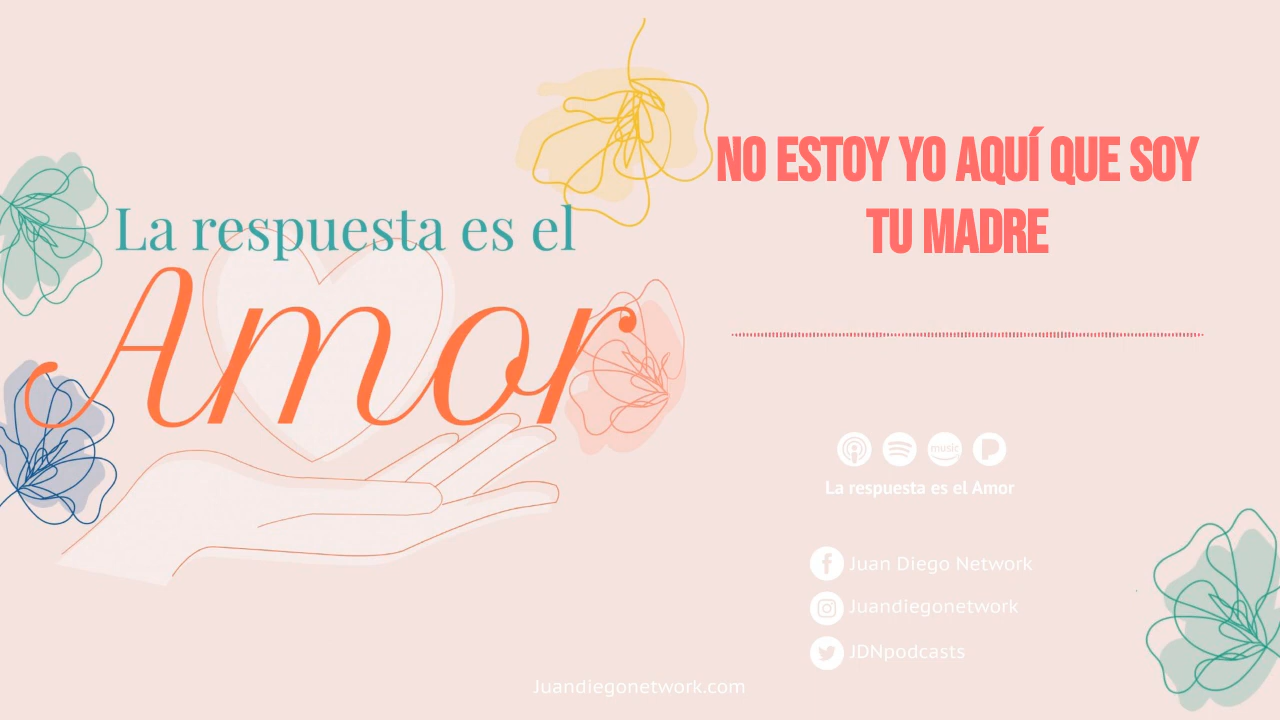 La respuesta es el
Amor
NO ESTOY YO AQUÍ QUE SOY
TU MADRE
music
La respuesta es el Amor
Juan Diego Network
Juandiegonetwork
JDNpodcasts
Juandiegonetwork.com